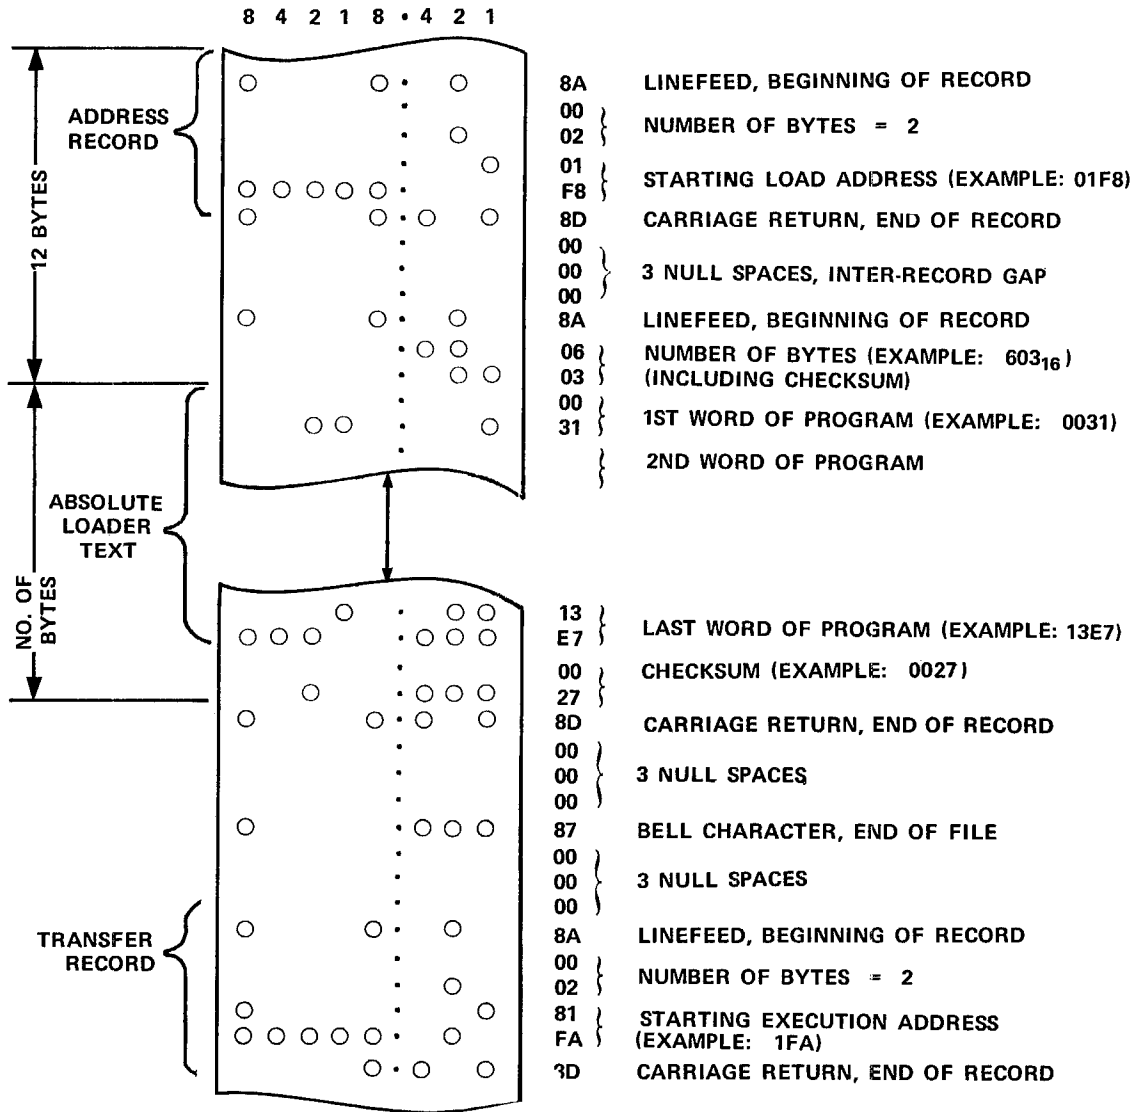 8 4 2 1 8 • 4 2 1
8A LINEFEED, BEGINNING OF RECORD
00
02 NUMBER OF BYTES = 2
01
F8 STARTING LOAD ADDRESS (EXAMPLE: 01F8)
8D CARRIAGE RETURN, END OF RECORD
00
00 3 NULL SPACES, INTER-RECORD GAP
00
8A LINEFEED, BEGINNING OF RECORD
06 NUMBER OF BYTES (EXAMPLE: 603₁₆)
03 (INCLUDING CHECKSUM)
00
31 1ST WORD OF PROGRAM (EXAMPLE: 0031)
2ND WORD OF PROGRAM
ADDRESS
RECORD
12 BYTES
ABSOLUTE
LOADER
TEXT
NO. OF
BYTES
13
E7 LAST WORD OF PROGRAM (EXAMPLE: 13E7)
00 CHECKSUM (EXAMPLE: 0027)
27
8D CARRIAGE RETURN, END OF RECORD
00
00 3 NULL SPACES
00
87 BELL CHARACTER, END OF FILE
00
00 3 NULL SPACES
00
8A LINEFEED, BEGINNING OF RECORD
00
02 NUMBER OF BYTES = 2
81 STARTING EXECUTION ADDRESS
FA (EXAMPLE: 1FA)
CARRIAGE RETURN, END OF RECORD
TRANSFER
RECORD